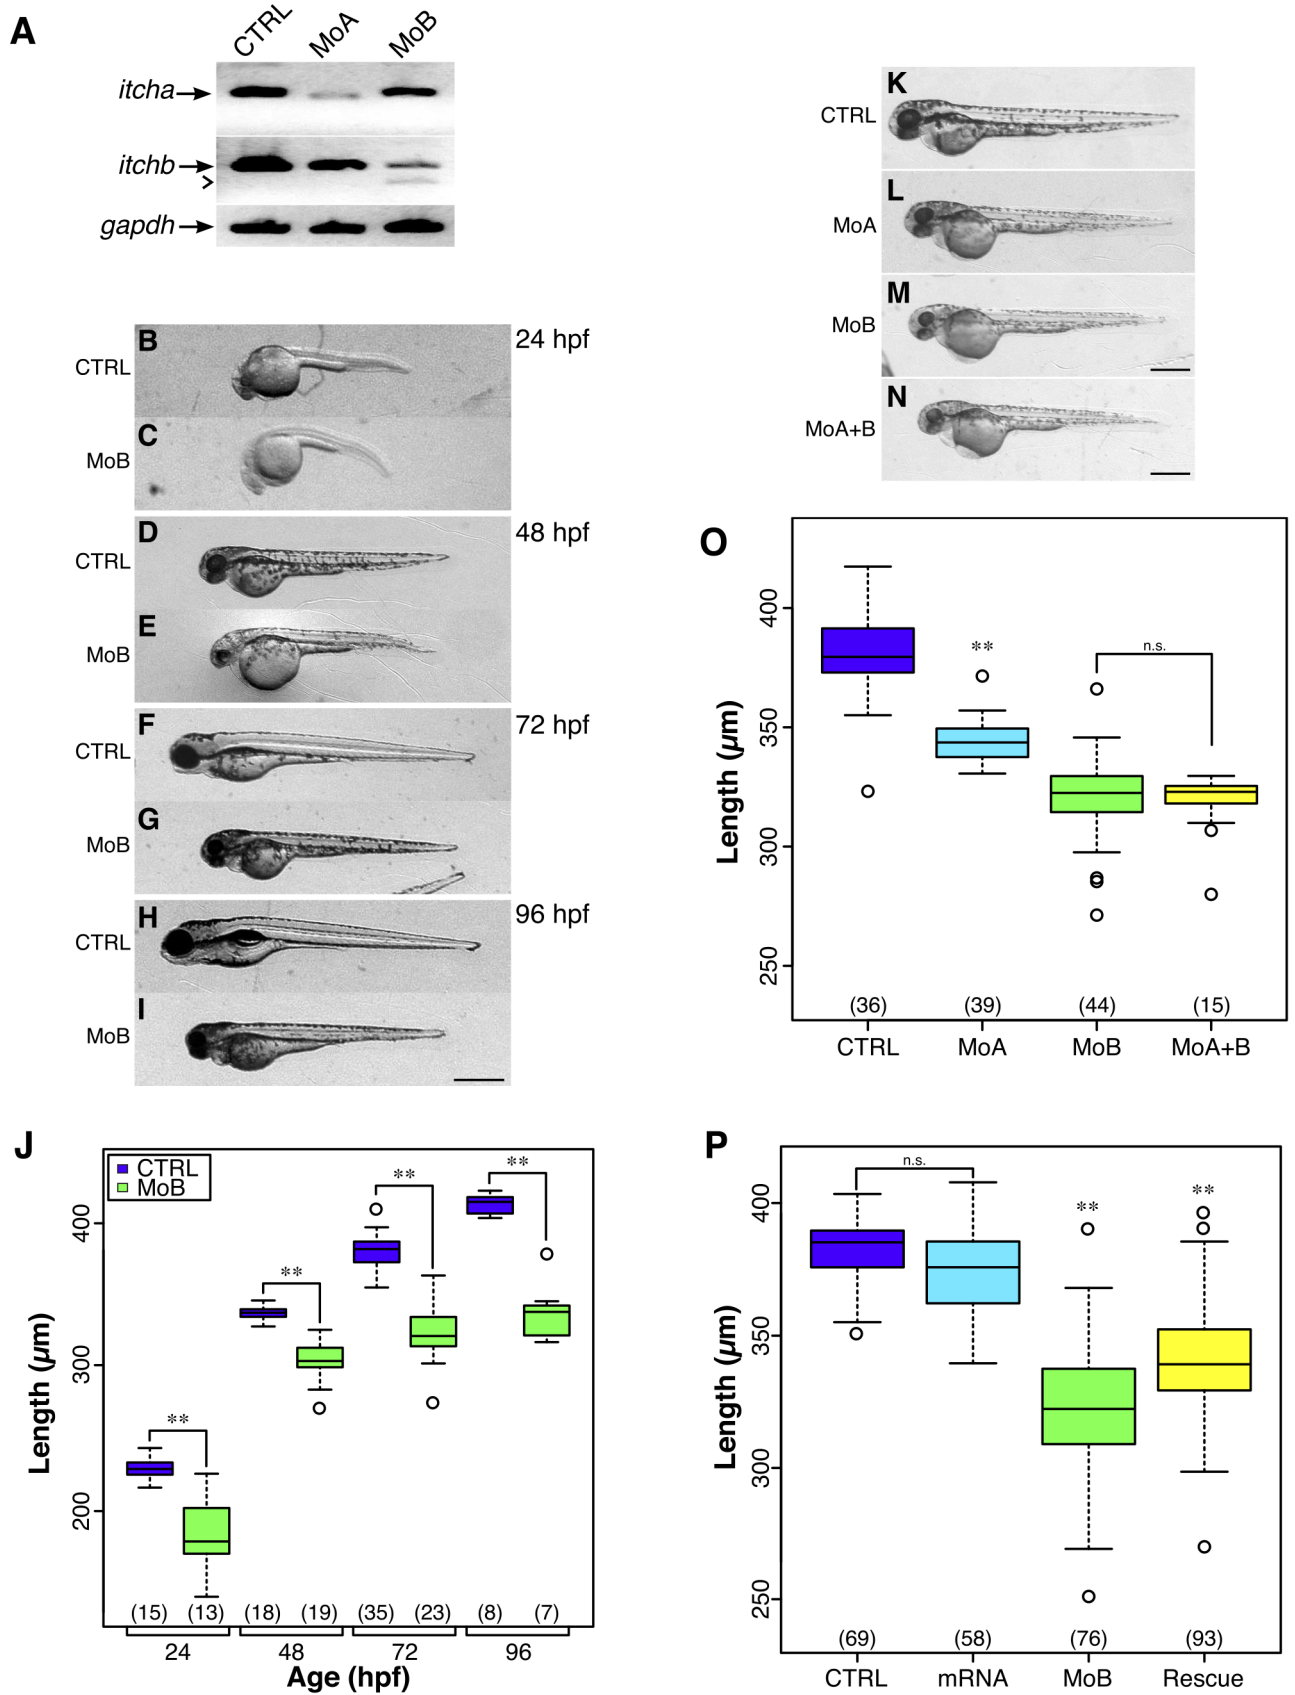 A
CTRL MoA MoB
itcha
itchb
>
gapdh
B
24 hpf
CTRL
C
MoB
D
48 hpf
CTRL
E
MoB
F
72 hpf
CTRL
G
MoB
H
96 hpf
CTRL
I
MoB
J
CTRL
MoB
Length (µm)
400
300
200
**
**
**
**
(15) (13) (18) (19) (35) (23) (8) (7)
24 48 72 96
Age (hpf)
K
CTRL
L
MoA
M
MoB
N
MoA+B
O
Length (µm)
400
350
300
250
**
n.s.
(36) (39) (44) (15)
CTRL MoA MoB MoA+B
P
Length (µm)
400
350
300
250
n.s.
**
**
(69) (58) (76) (93)
CTRL mRNA MoB Rescue